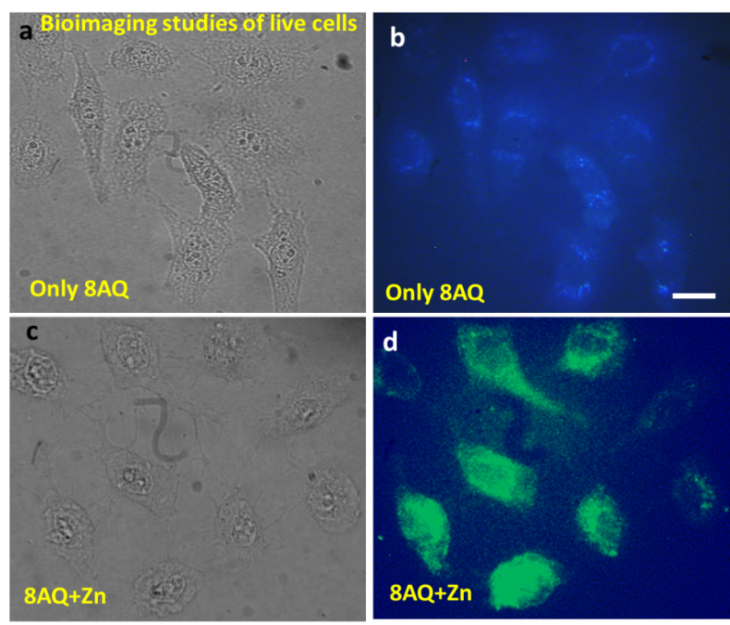 a Bioimaging studies of live cells
b
Only 8AQ
Only 8AQ
c
d
8AQ+Zn
8AQ+Zn